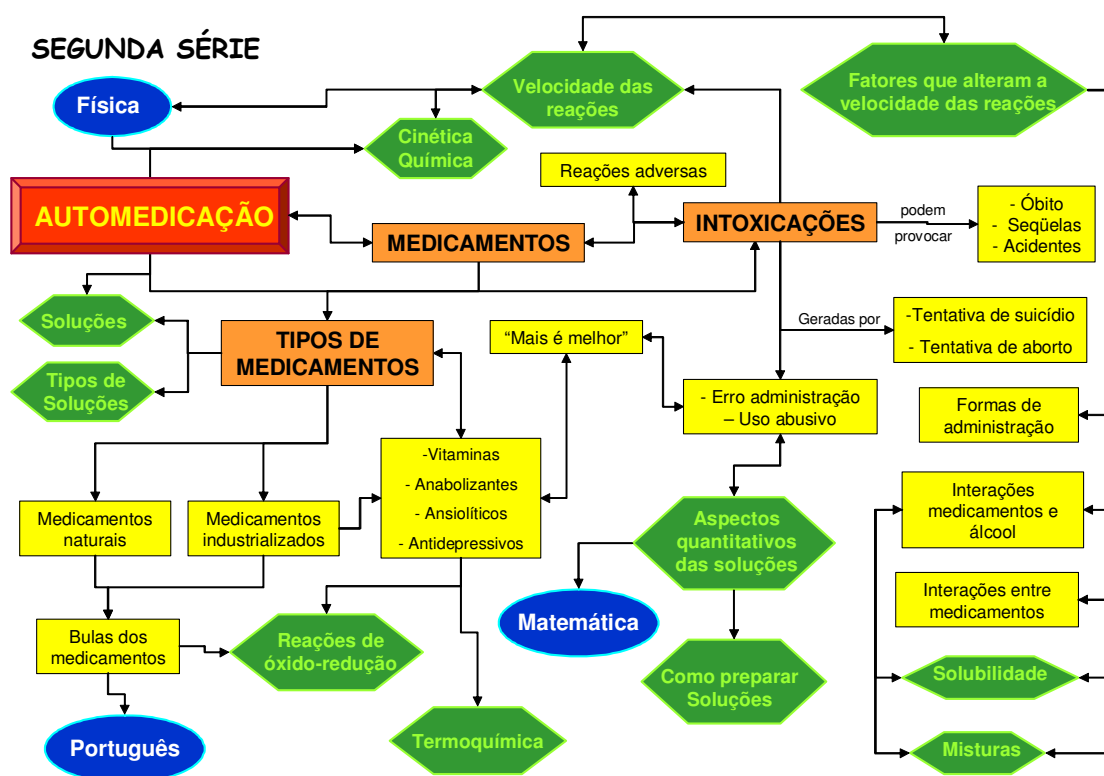 SEGUNDA SÉRIE
Física
Velocidade das
reações
Fatores que alteram a
velocidade das reações
Cinética
Química
Reações adversas
AUTOMEDICAÇÃO
MEDICAMENTOS
INTOXICAÇÕES
podem
provocar
- Óbito
- Seqüelas
- Acidentes
Soluções
TIPOS DE
MEDICAMENTOS
“Mais é melhor”
Geradas por
-Tentativa de suicídio
- Tentativa de aborto
Tipos de
Soluções
- Erro administração
– Uso abusivo
Formas de
administração
-Vitaminas
- Anabolizantes
- Ansiolíticos
- Antidepressivos
Medicamentos
naturais
Medicamentos
industrializados
Aspectos
quantitativos
das soluções
Interações
medicamentos e
álcool
Interações entre
medicamentos
Matemática
Bulas dos
medicamentos
Reações de
óxido-redução
Como preparar
Soluções
Solubilidade
Português
Termoquímica
Misturas